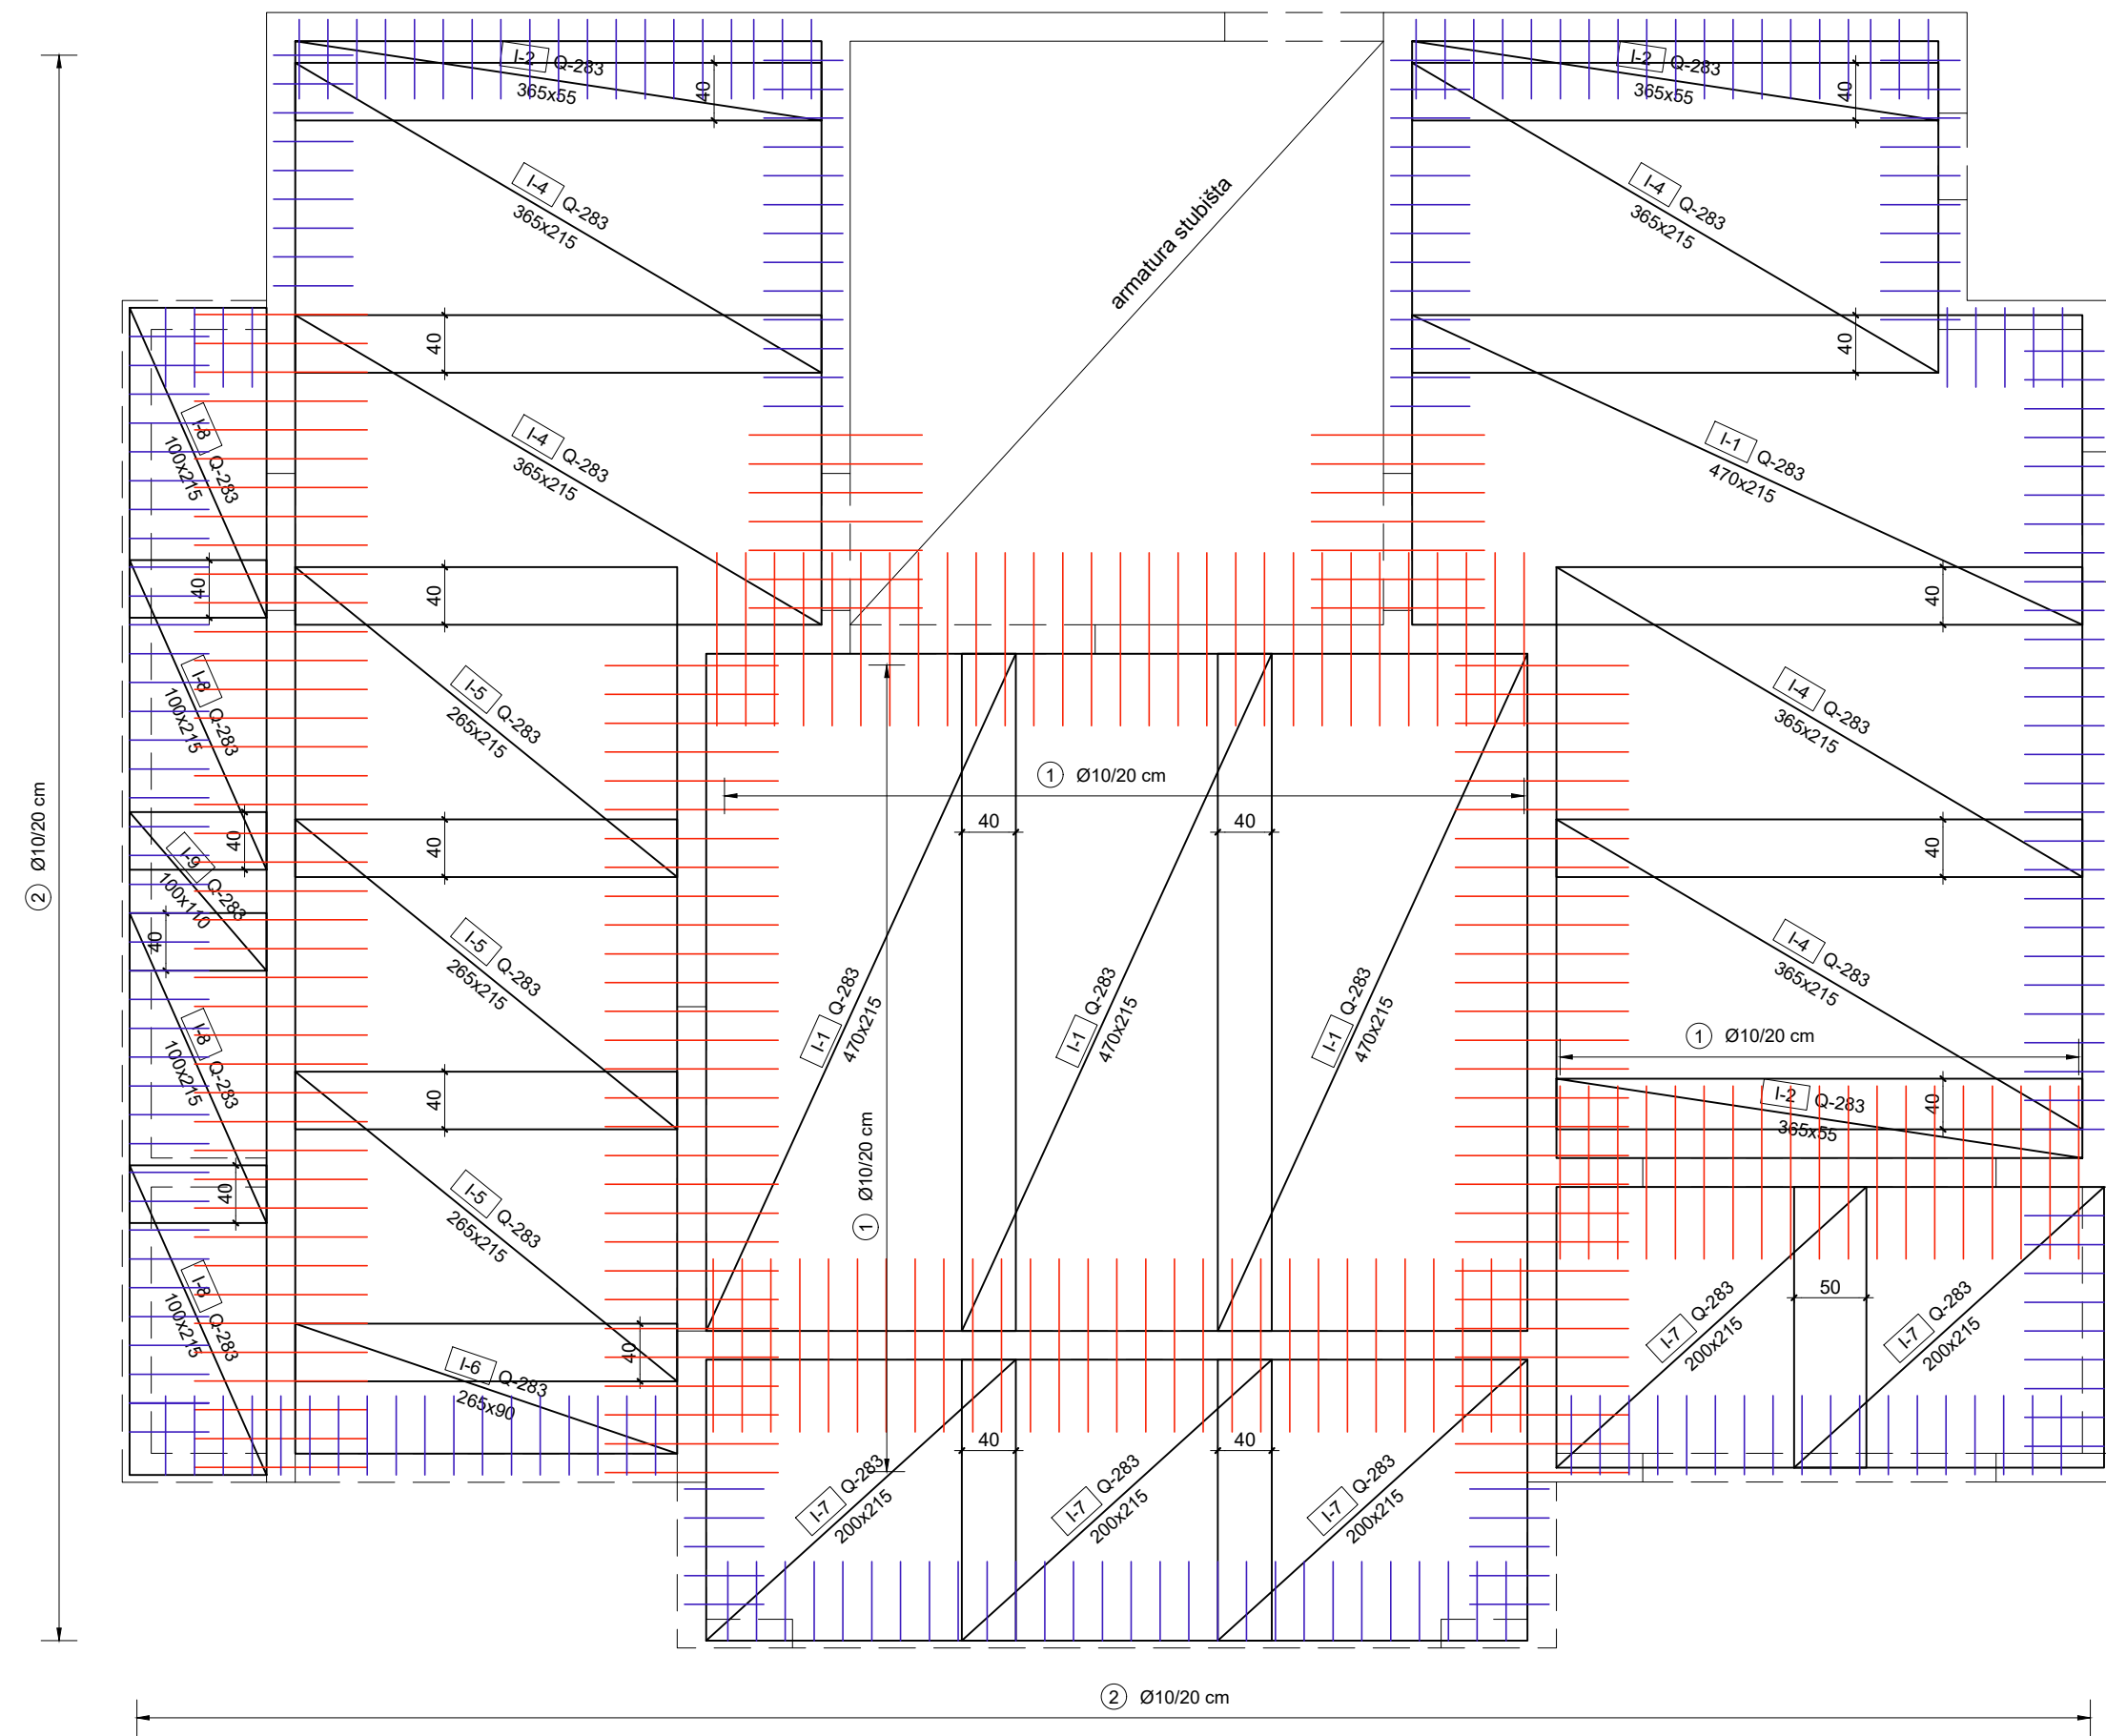 I-2 Q-283
365x55
40
I-2 Q-283
365x55
40
I-4 Q-283
365x215
armatura stubišta
I-4 Q-283
365x215
40
40
I-8 Q-283
100x215
I-4 Q-283
365x215
I-1 Q-283
470x215
40
40
40
I-8 Q-283
100x215
I-5 Q-283
265x215
I-4 Q-283
365x215
① Ø10/20 cm
② Ø10/20 cm
40
40
40
40
40
I-9 Q-283
100x110
40
I-5 Q-283
265x215
I-4 Q-283
365x215
I-8 Q-283
100x215
I-1 Q-283
470x215
I-1 Q-283
470x215
I-1 Q-283
470x215
① Ø10/20 cm
40
I-2 Q-283
365x55
40
① Ø10/20 cm
40
I-5 Q-283
265x215
I-8 Q-283
100x215
I-7 Q-283
200x215
50
I-7 Q-283
200x215
40
I-6 Q-283
265x90
40
40
I-7 Q-283
200x215
I-7 Q-283
200x215
I-7 Q-283
200x215
② Ø10/20 cm